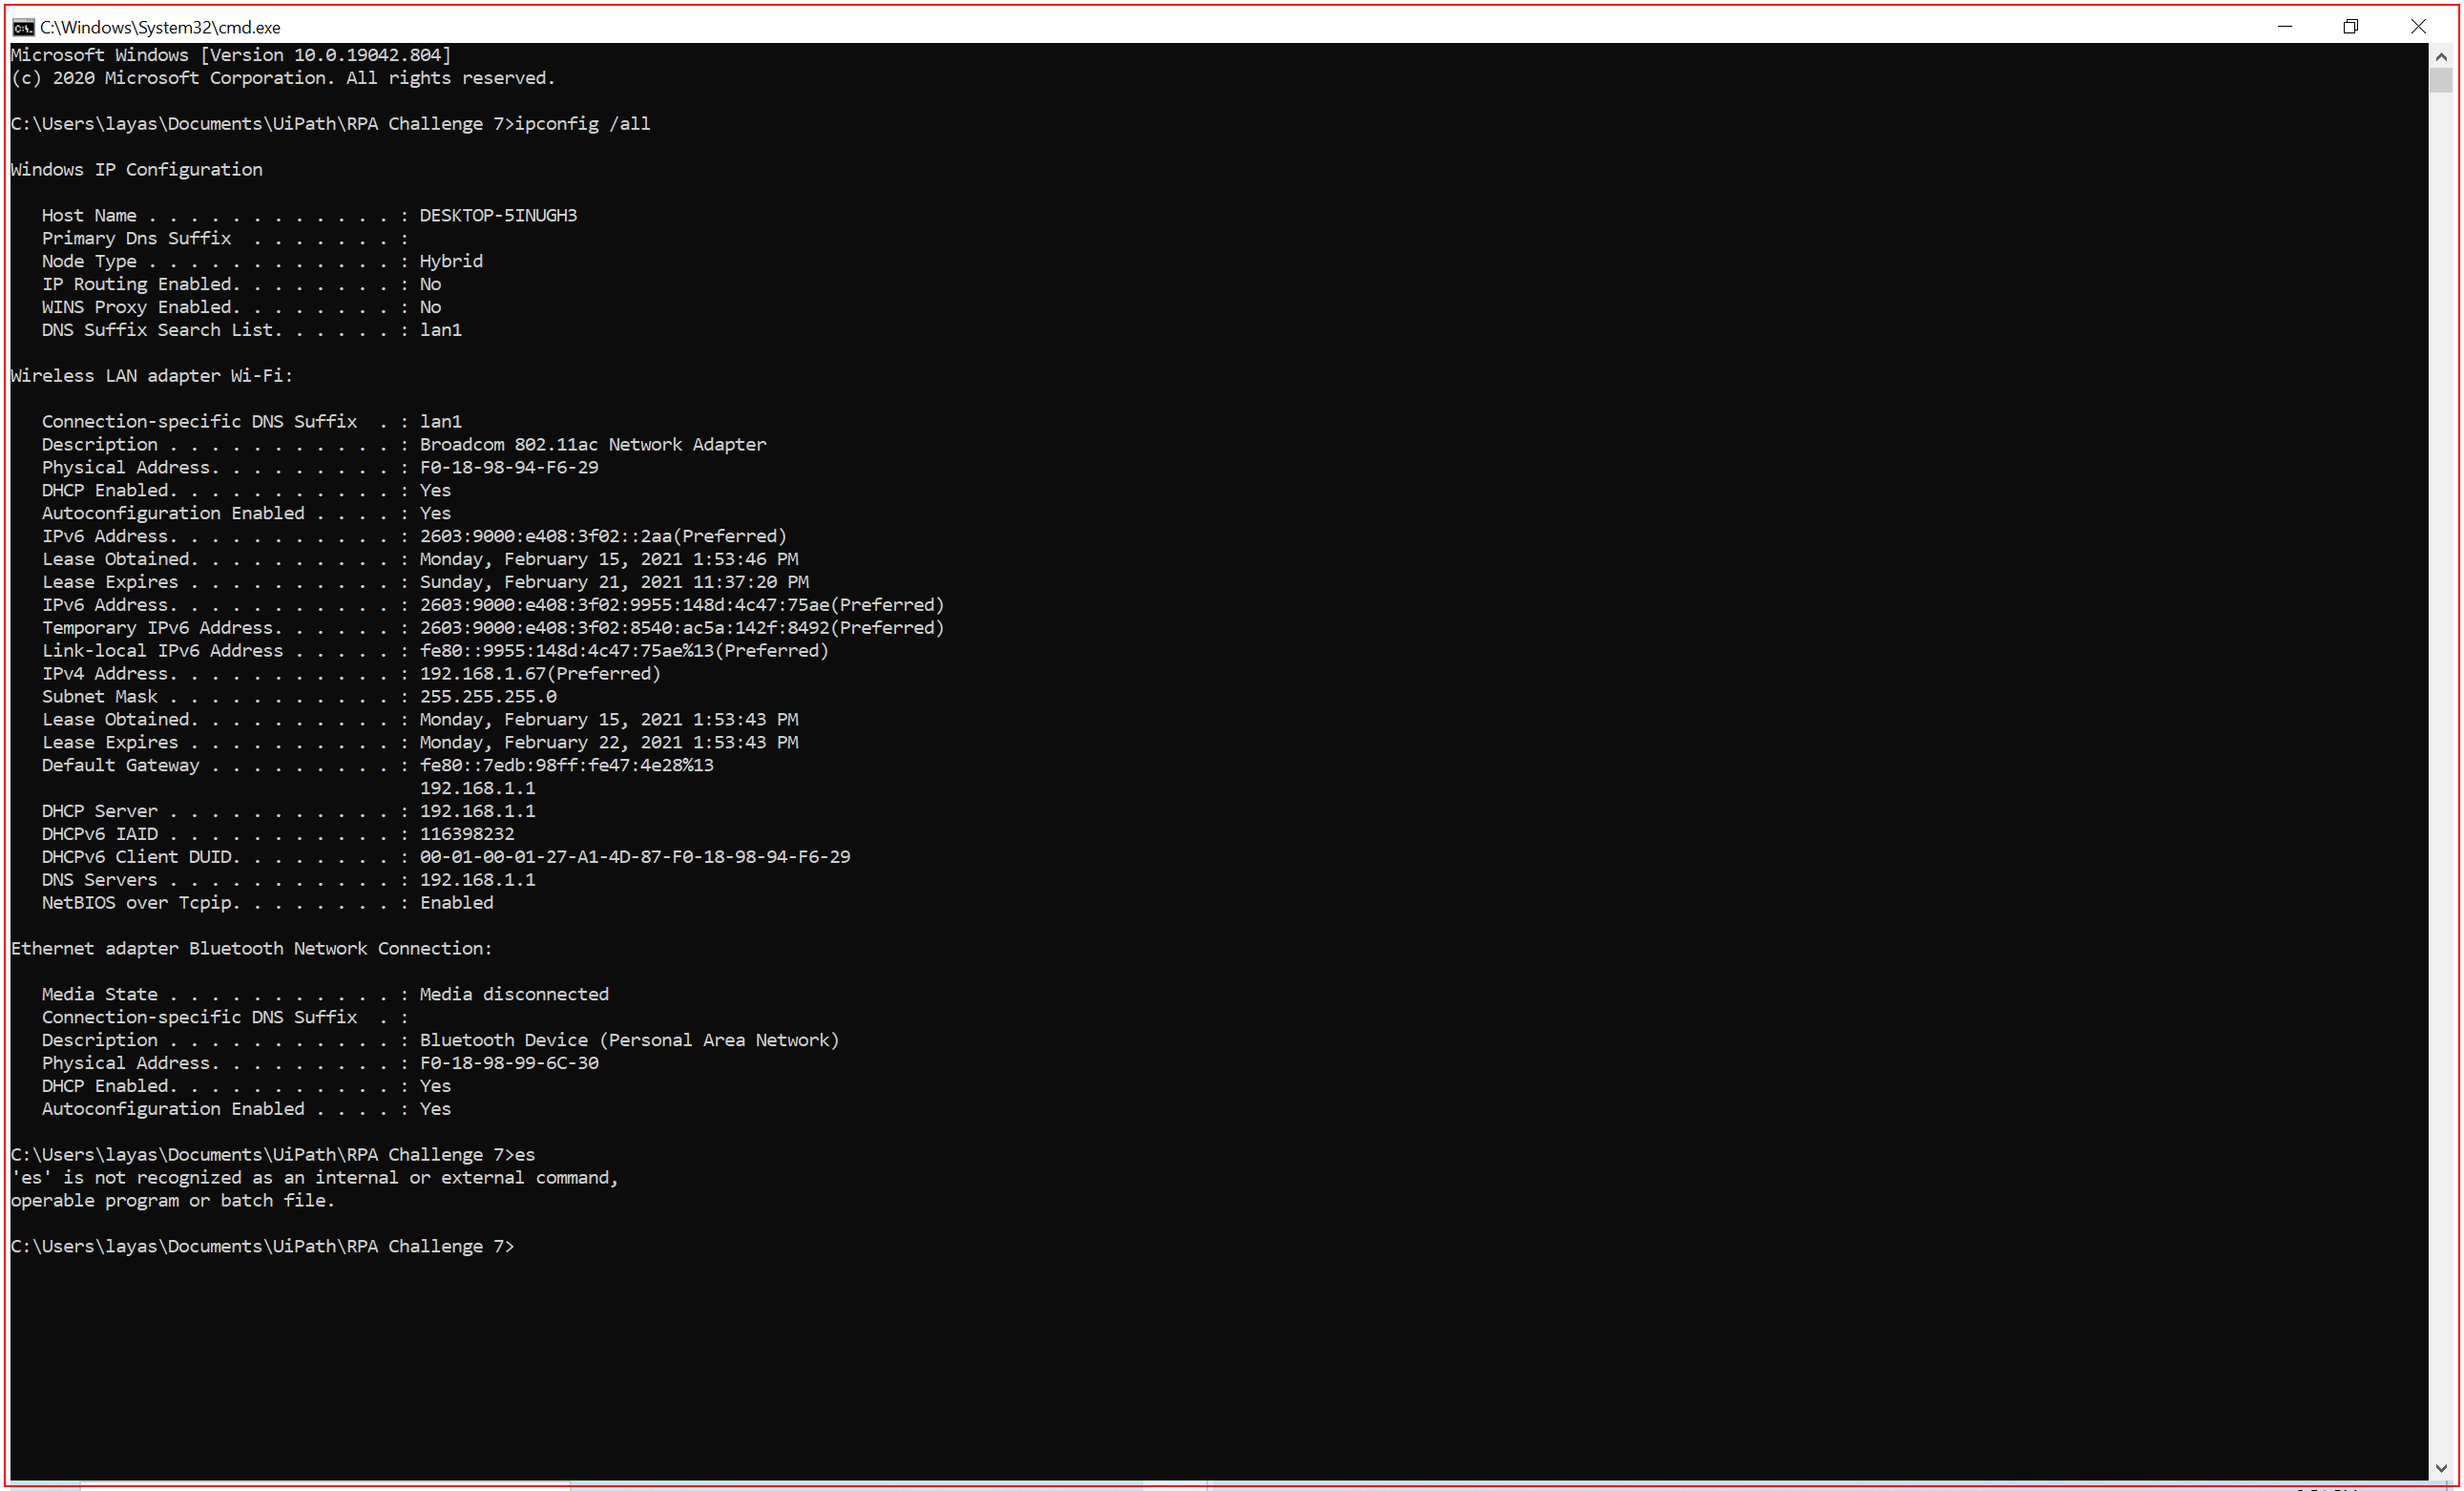 C:\Windows\System32\cmd.exe
Microsoft Windows [Version 10.0.19042.804]
(c) 2020 Microsoft Corporation. All rights reserved.

C:\Users\layas\Documents\UiPath\RPA Challenge 7>ipconfig /all

Windows IP Configuration

   Host Name . . . . . . . . . . . . : DESKTOP-5INUGH3
   Primary Dns Suffix  . . . . . . . :
   Node Type . . . . . . . . . . . . : Hybrid
   IP Routing Enabled. . . . . . . . : No
   WINS Proxy Enabled. . . . . . . . : No
   DNS Suffix Search List. . . . . . : lan1

Wireless LAN adapter Wi-Fi:

   Connection-specific DNS Suffix  . : lan1
   Description . . . . . . . . . . . : Broadcom 802.11ac Network Adapter
   Physical Address. . . . . . . . . : F0-18-98-94-F6-29
   DHCP Enabled. . . . . . . . . . . : Yes
   Autoconfiguration Enabled . . . . : Yes
   IPv6 Address. . . . . . . . . . . : 2603:9000:e408:3f02::2aa(Preferred)
   Lease Obtained. . . . . . . . . . : Monday, February 15, 2021 1:53:46 PM
   Lease Expires . . . . . . . . . . : Sunday, February 21, 2021 11:37:20 PM
   IPv6 Address. . . . . . . . . . . : 2603:9000:e408:3f02:9955:148d:4c47:75ae(Preferred)
   Temporary IPv6 Address. . . . . . : 2603:9000:e408:3f02:8540:ac5a:142f:8492(Preferred)
   Link-local IPv6 Address . . . . . : fe80::9955:148d:4c47:75ae%13(Preferred)
   IPv4 Address. . . . . . . . . . . : 192.168.1.67(Preferred)
   Subnet Mask . . . . . . . . . . . : 255.255.255.0
   Lease Obtained. . . . . . . . . . : Monday, February 15, 2021 1:53:43 PM
   Lease Expires . . . . . . . . . . : Monday, February 22, 2021 1:53:43 PM
   Default Gateway . . . . . . . . . : fe80::7edb:98ff:fe47:4e28%13
                                       192.168.1.1
   DHCP Server . . . . . . . . . . . : 192.168.1.1
   DHCPv6 IAID . . . . . . . . . . . : 116398232
   DHCPv6 Client DUID. . . . . . . . : 00-01-00-01-27-A1-4D-87-F0-18-98-94-F6-29
   DNS Servers . . . . . . . . . . . : 192.168.1.1
   NetBIOS over Tcpip. . . . . . . . : Enabled

Ethernet adapter Bluetooth Network Connection:

   Media State . . . . . . . . . . . : Media disconnected
   Connection-specific DNS Suffix  . :
   Description . . . . . . . . . . . : Bluetooth Device (Personal Area Network)
   Physical Address. . . . . . . . . : F0-18-98-99-6C-30
   DHCP Enabled. . . . . . . . . . . : Yes
   Autoconfiguration Enabled . . . . : Yes

C:\Users\layas\Documents\UiPath\RPA Challenge 7>es
'es' is not recognized as an internal or external command,
operable program or batch file.

C:\Users\layas\Documents\UiPath\RPA Challenge 7>